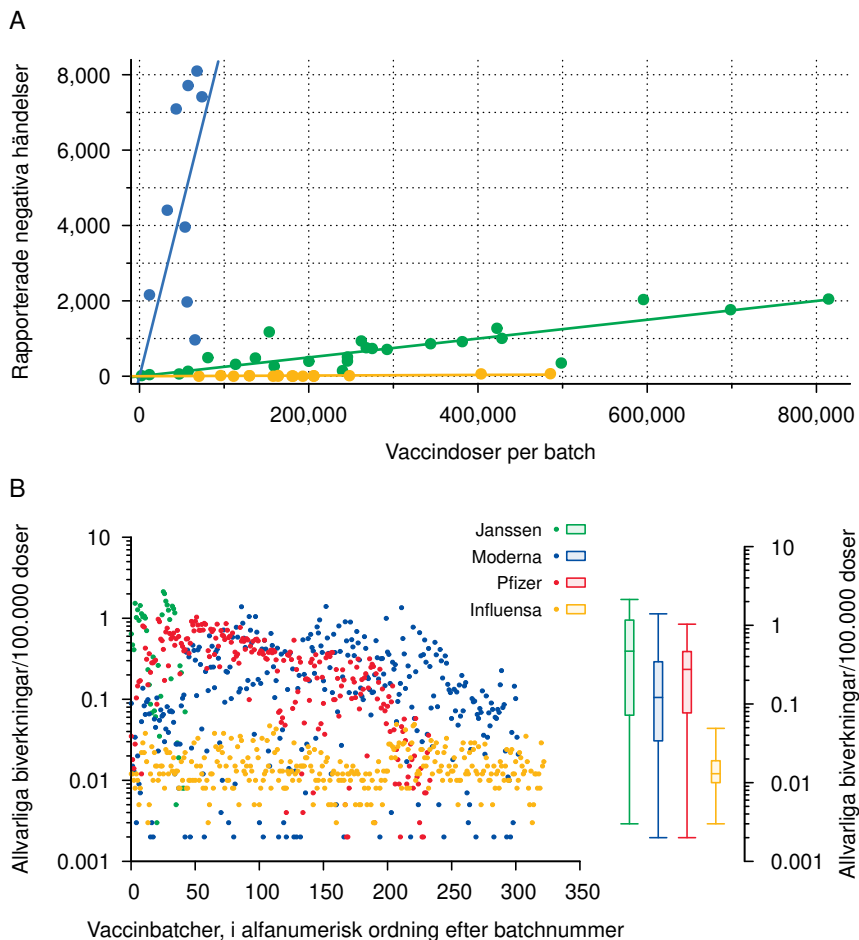 A
Rapporterade negativa händelser
8,000
6,000
4,000
2,000
0
0 200,000 400,000 600,000 800,000
Vaccindoser per batch
B
Allvarliga biverkningar/100.000 doser
10
1
0.1
0.01
0.001
0 50 100 150 200 250 300 350
Vaccinbatcher, i alfanumerisk ordning efter batchnummer
Janssen
Moderna
Pfizer
Influensa
10
1
0.1
0.01
0.001
Allvarliga biverkningar/100.000 doser